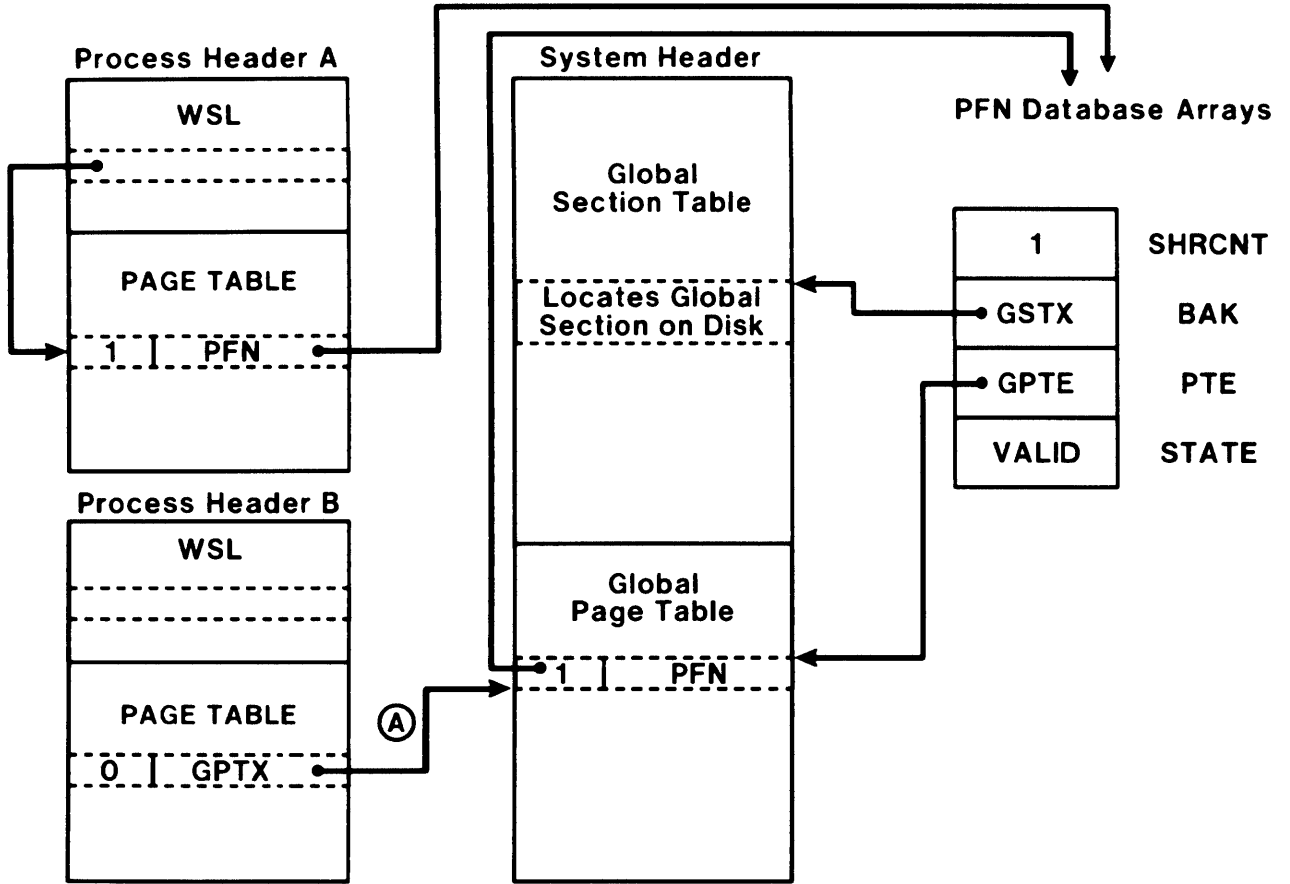 Process Header A
WSL
PAGE TABLE
1 | PFN
Process Header B
WSL
PAGE TABLE
0 | GPTX
A
System Header
Global
Section Table
Locates Global
Section on Disk
Global
Page Table
1 | PFN
PFN Database Arrays
1 SHRCNT
GSTX BAK
GPTE PTE
VALID STATE